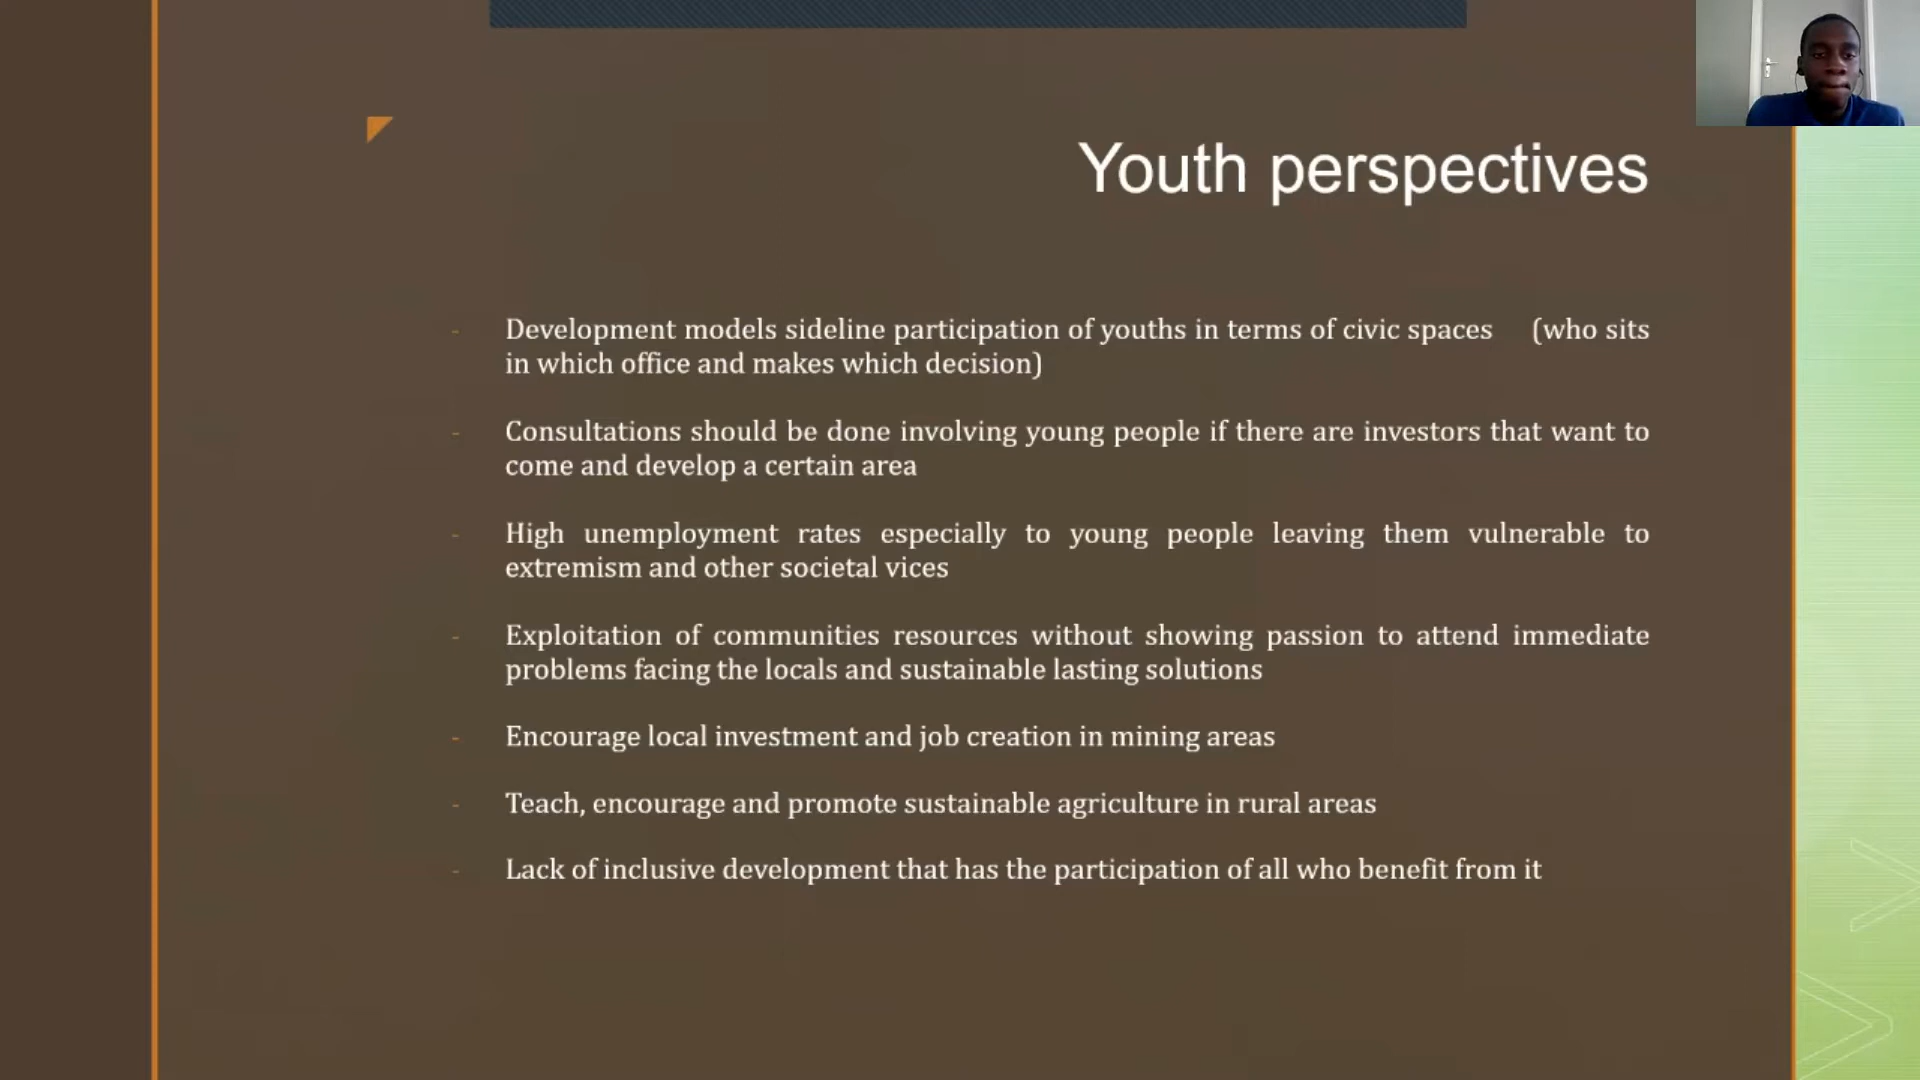 Youth perspectives
- Development models sideline participation of youths in terms of civic spaces (who sits
in which office and makes which decision)
- Consultations should be done involving young people if there are investors that want to
come and develop a certain area
- High unemployment rates especially to young people leaving them vulnerable to
extremism and other societal vices
- Exploitation of communities resources without showing passion to attend immediate
problems facing the locals and sustainable lasting solutions
- Encourage local investment and job creation in mining areas
- Teach, encourage and promote sustainable agriculture in rural areas
- Lack of inclusive development that has the participation of all who benefit from it